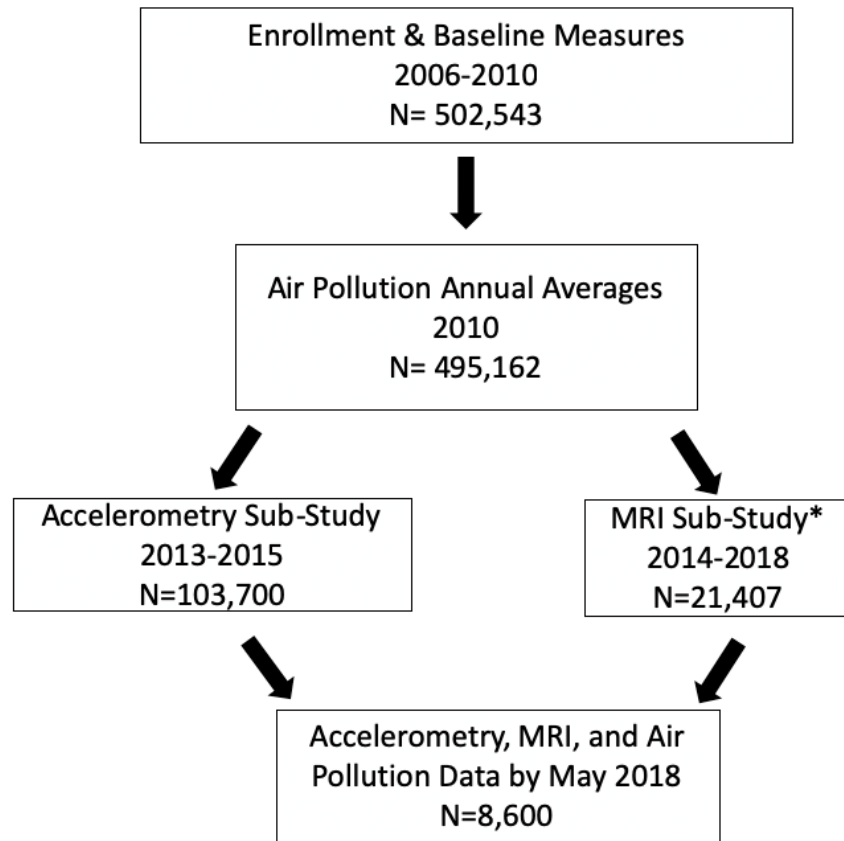 Enrollment & Baseline Measures
2006-2010
N= 502,543
Air Pollution Annual Averages
2010
N= 495,162
Accelerometry Sub-Study
2013-2015
N=103,700
MRI Sub-Study*
2014-2018
N=21,407
Accelerometry, MRI, and Air
Pollution Data by May 2018
N=8,600